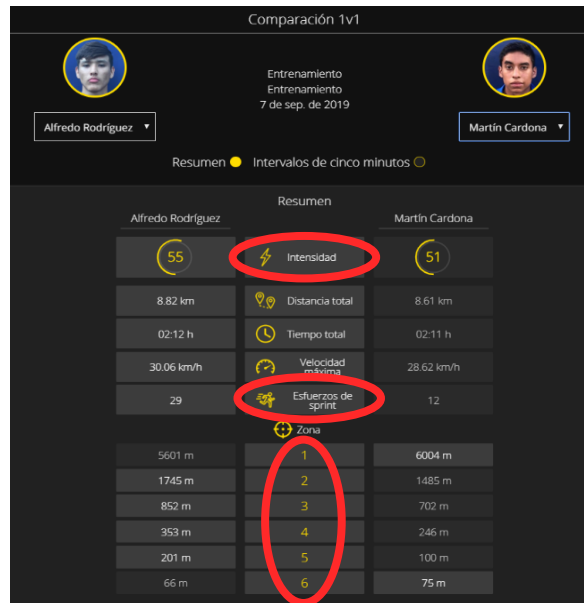 Comparación 1v1
Entrenamiento
Entrenamiento
7 de sep. de 2019
Alfredo Rodríguez
Martín Cardona
Resumen Intervalos de cinco minutos
Resumen
Alfredo Rodríguez Martín Cardona
55 Intensidad 51
8.82 km Distancia total 8.61 km
02:12 h Tiempo total 02:11 h
30.06 km/h Velocidad máxima 28.62 km/h
29 Esfuerzos de sprint 12
Zona
5601 m 1 6004 m
1745 m 2 1485 m
852 m 3 702 m
353 m 4 246 m
201 m 5 100 m
66 m 6 75 m